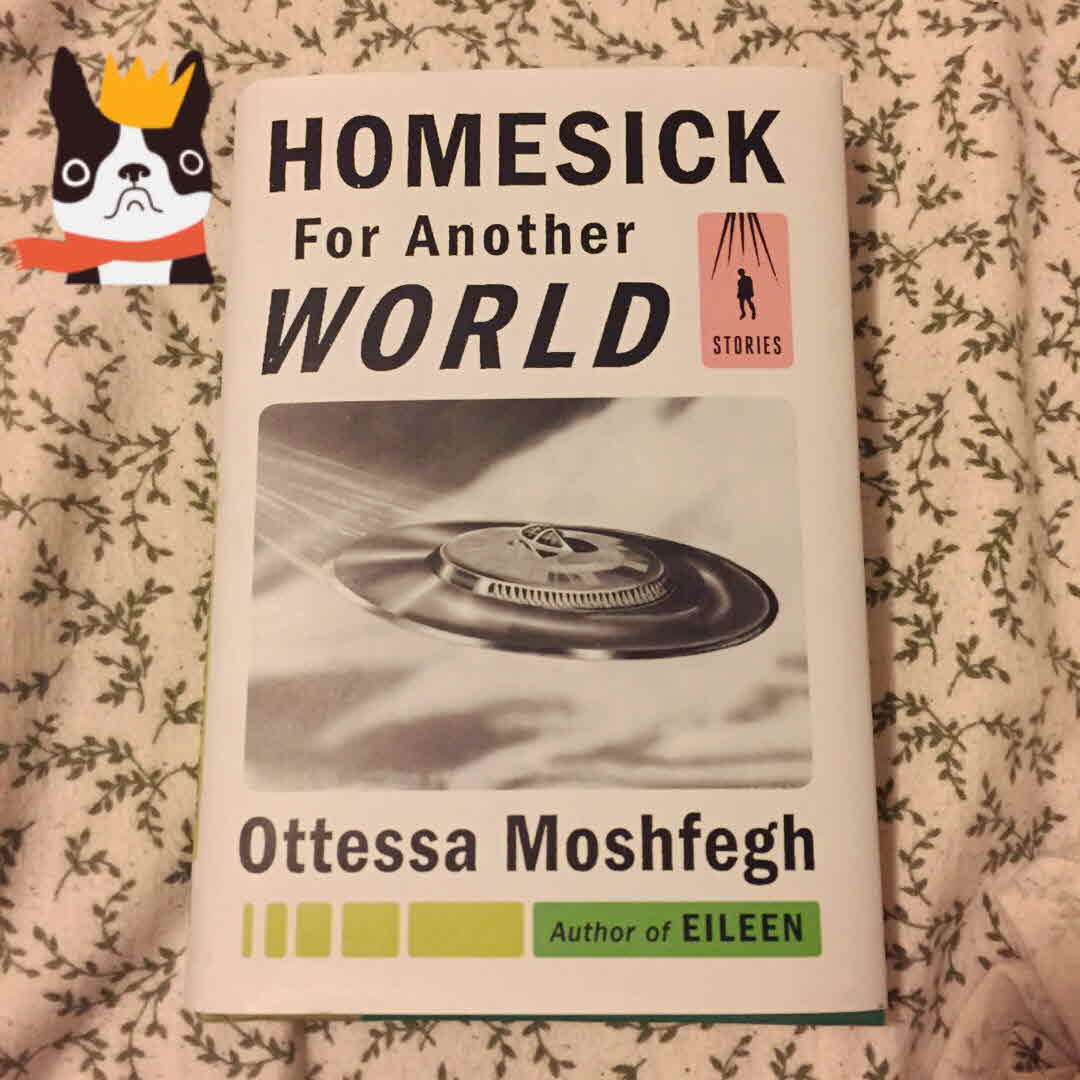 HOMESICK
For Another
WORLD
STORIES
Ottessa Moshfegh
Author of EILEEN